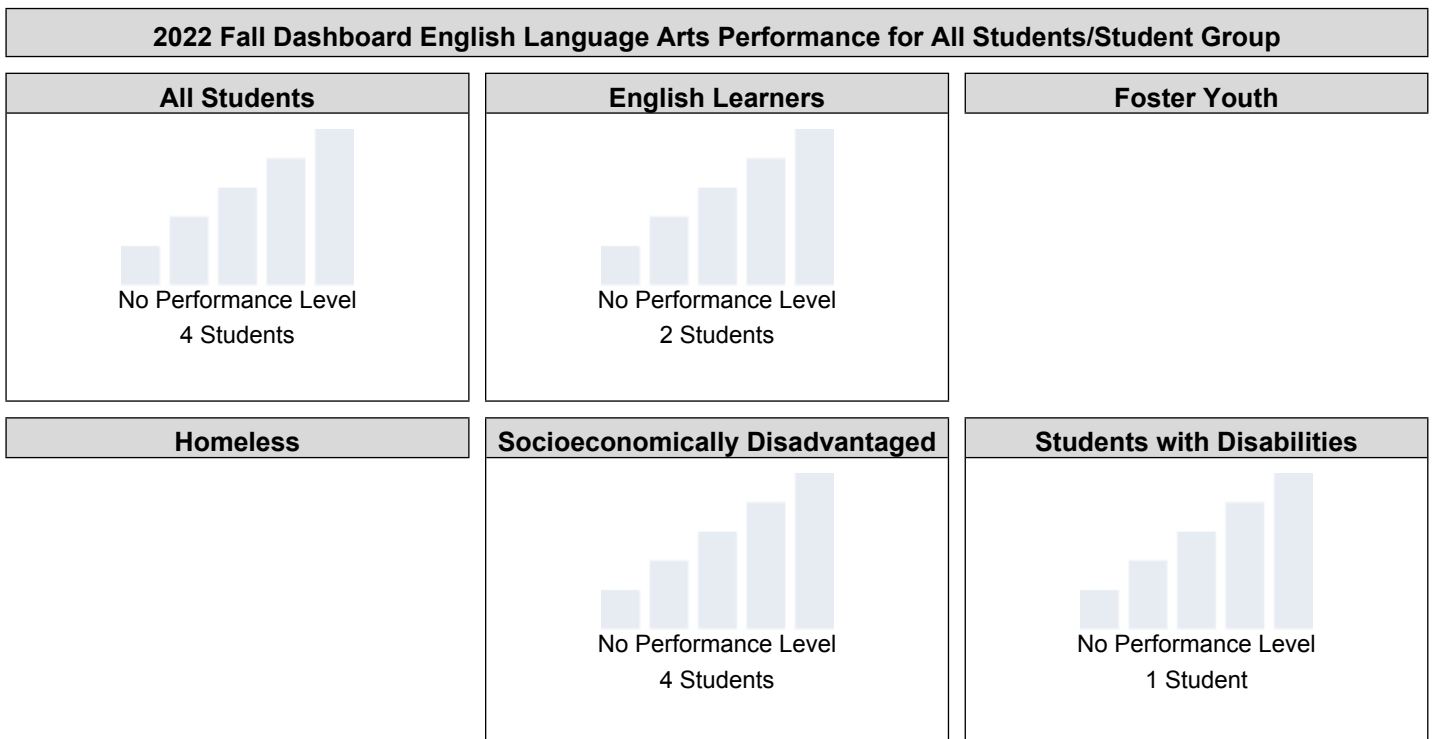 2022 Fall Dashboard English Language Arts Performance for All Students/Student Group
All Students
No Performance Level
4 Students
English Learners
No Performance Level
2 Students
Foster Youth
Homeless
Socioeconomically Disadvantaged
No Performance Level
4 Students
Students with Disabilities
No Performance Level
1 Student